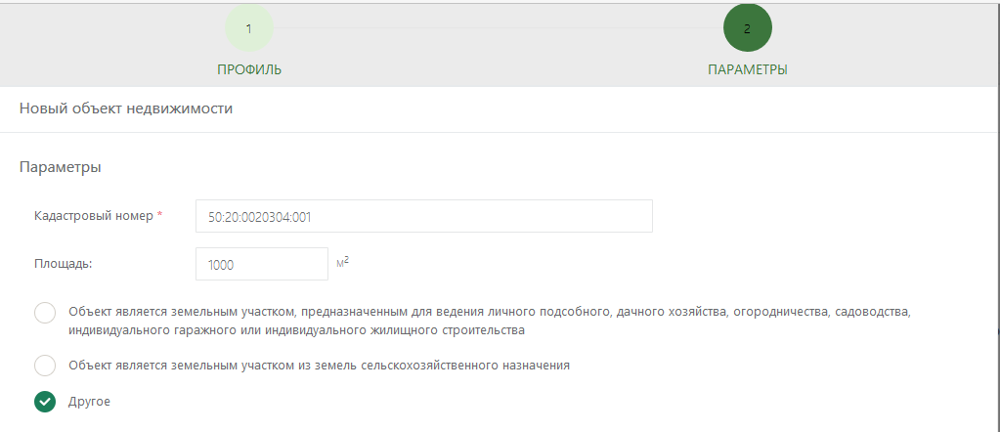 1
2
ПРОФИЛЬ
ПАРАМЕТРЫ
Новый объект недвижимости
Параметры
Кадастровый номер *
50:20:0020304:001
Площадь:
1000
м2
Объект является земельным участком, предназначенным для ведения личного подсобного, дачного хозяйства, огородничества, садоводства,
индивидуального гаражного или индивидуального жилищного строительства
Объект является земельным участком из земель сельскохозяйственного назначения
Другое